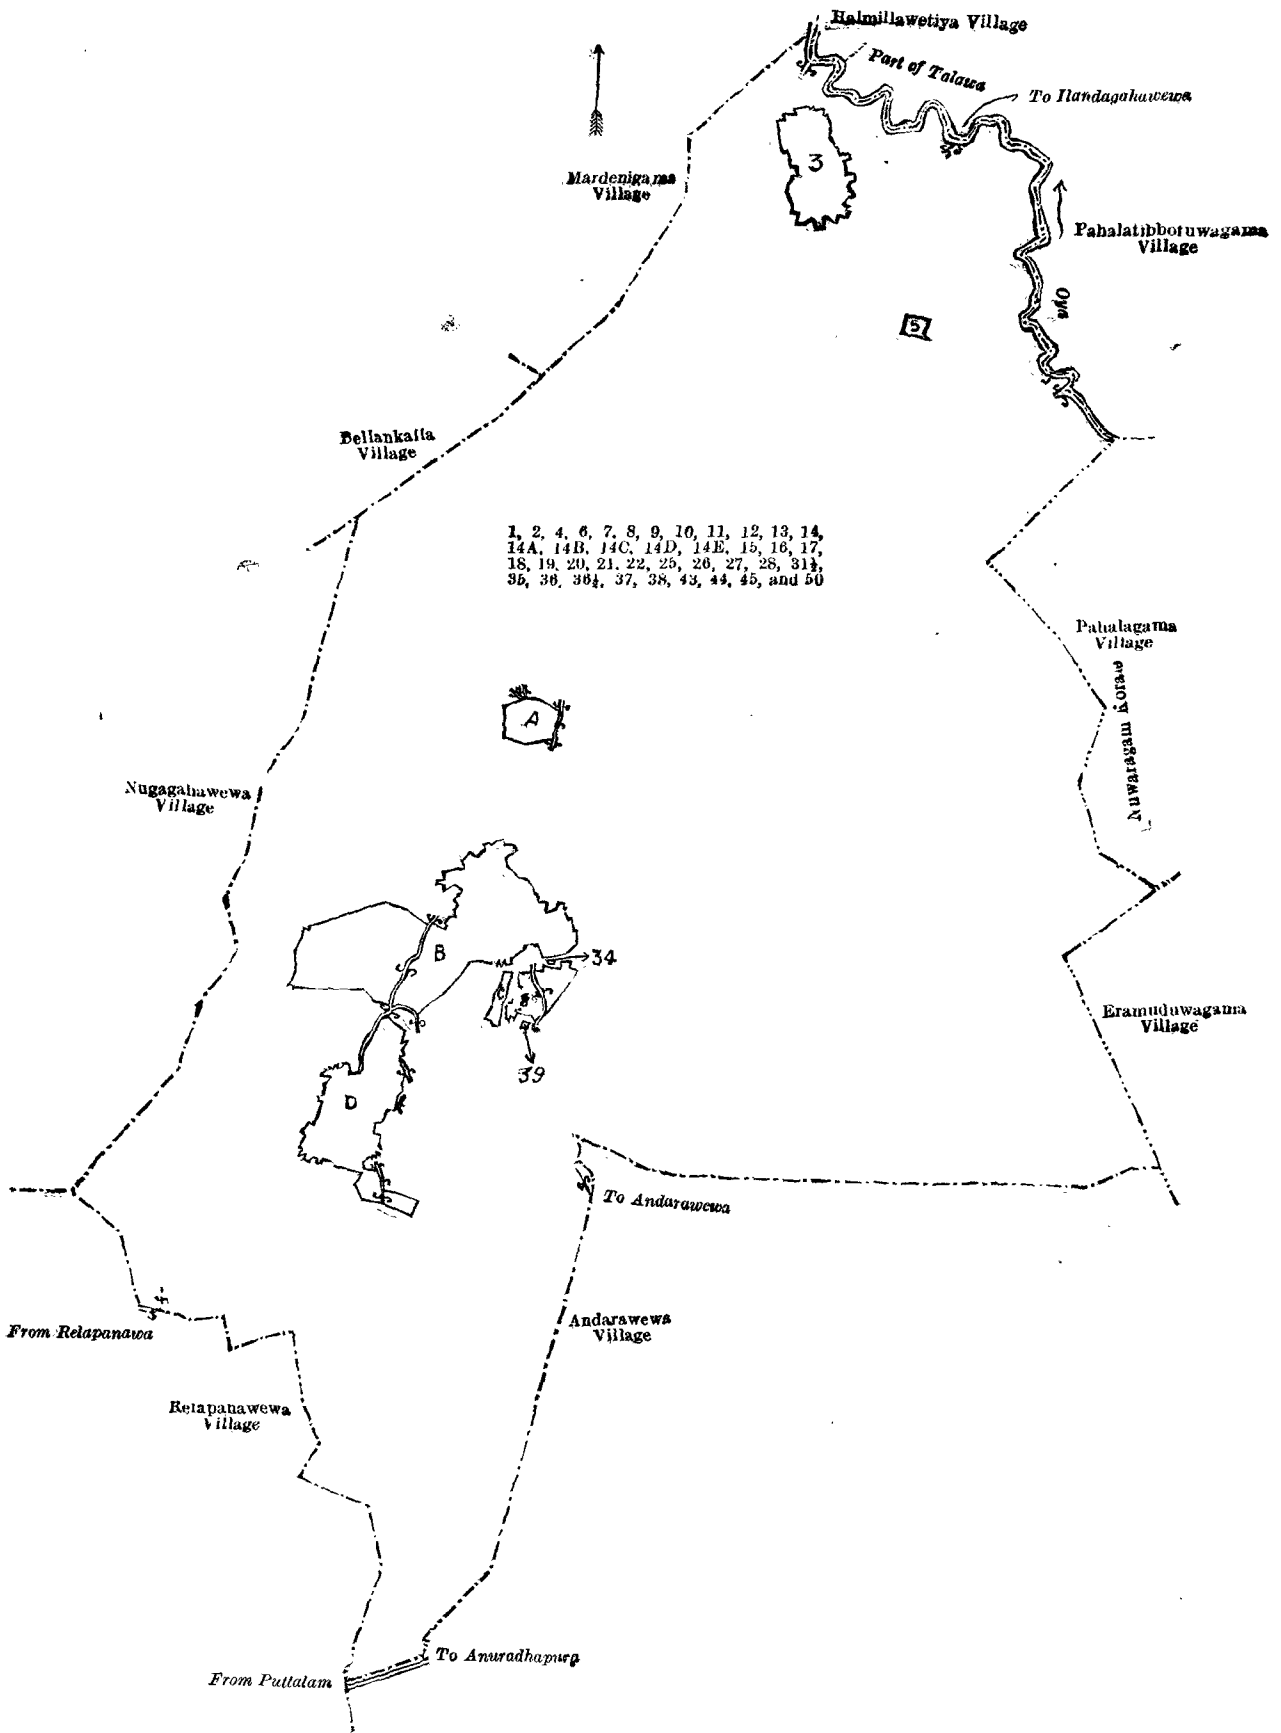 Halmillawetiya Village
Part of Talawa
To Ilandagahawewa
3
Mardenigama
Village
Pahalatibbotuwagama
Village
Oya
5
Bellankalla
Village
1, 2, 4, 6, 7, 8, 9, 10, 11, 12, 13, 14,
14A, 14B, 14C, 14D, 14E, 15, 16, 17,
18, 19, 20, 21, 22, 25, 26, 27, 28, 31½,
35, 36, 36½, 37, 38, 43, 44, 45, and 50
Pahalagama
Village
Nuwaragam Korale
A
Nugagahawewa
Village
B
34
Eramuduwagama
Village
39
D
To Andarawewa
From Relapanawa
Andarawewa
Village
Relapanawewa
Village
To Anuradhapura
From Puttalam